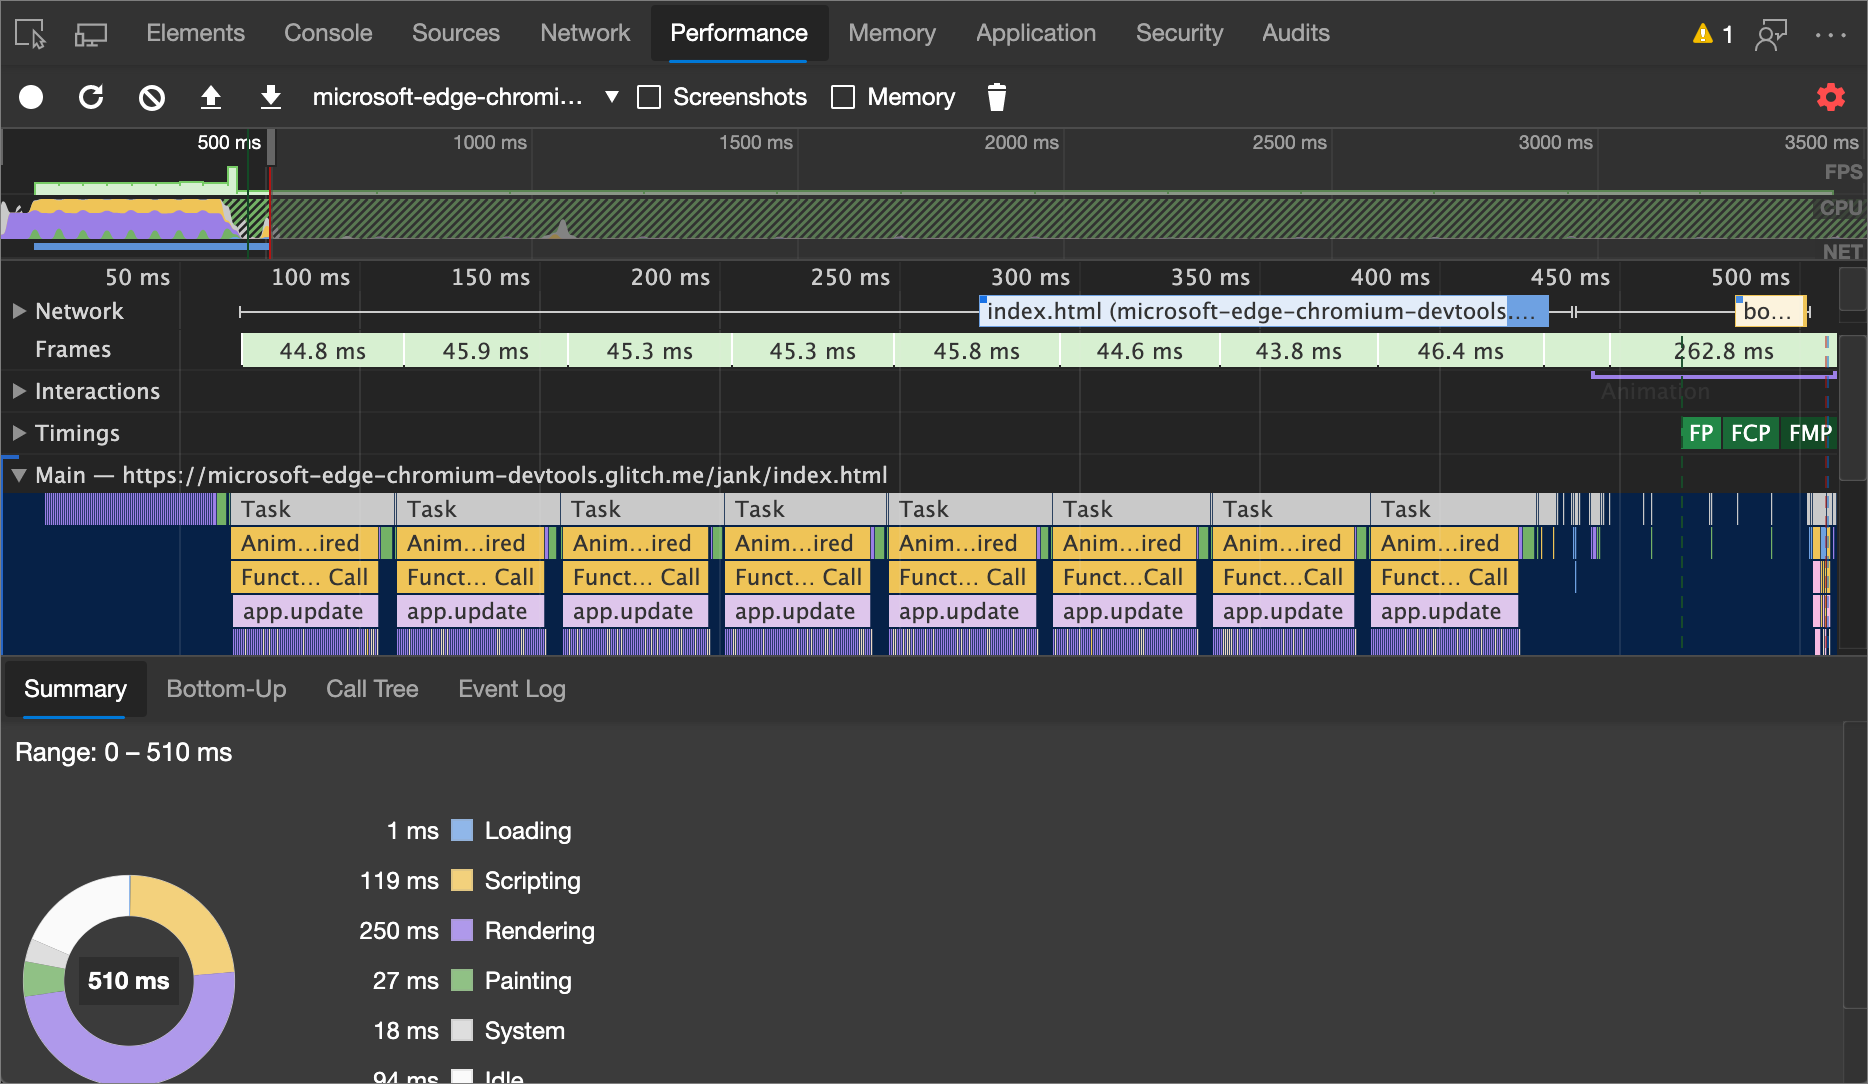 Elements Console Sources Network Performance Memory Application Security Audits 1
microsoft-edge-chromi... Screenshots Memory
500 ms 1000 ms 1500 ms 2000 ms 2500 ms 3000 ms 3500 ms
FPS
CPU
NET
50 ms 100 ms 150 ms 200 ms 250 ms 300 ms 350 ms 400 ms 450 ms 500 ms
Network index.html (microsoft-edge-chromium-devtools.... bo...
Frames 44.8 ms 45.9 ms 45.3 ms 45.3 ms 45.8 ms 44.6 ms 43.8 ms 46.4 ms 262.8 ms
Interactions Animation
Timings FP FCP FMP
Main — https://microsoft-edge-chromium-devtools.glitch.me/jank/index.html
Task Task Task Task Task Task Task Task
Anim...ired Anim...ired Anim...ired Anim...ired Anim...ired Anim...ired Anim...ired Anim...ired
Funct... Call Funct... Call Funct... Call Funct... Call Funct... Call Funct... Call Funct...Call Funct... Call
app.update app.update app.update app.update app.update app.update app.update app.update
Summary Bottom-Up Call Tree Event Log
Range: 0 – 510 ms
1 ms Loading
119 ms Scripting
250 ms Rendering
510 ms
27 ms Painting
18 ms System
94 ms Idle